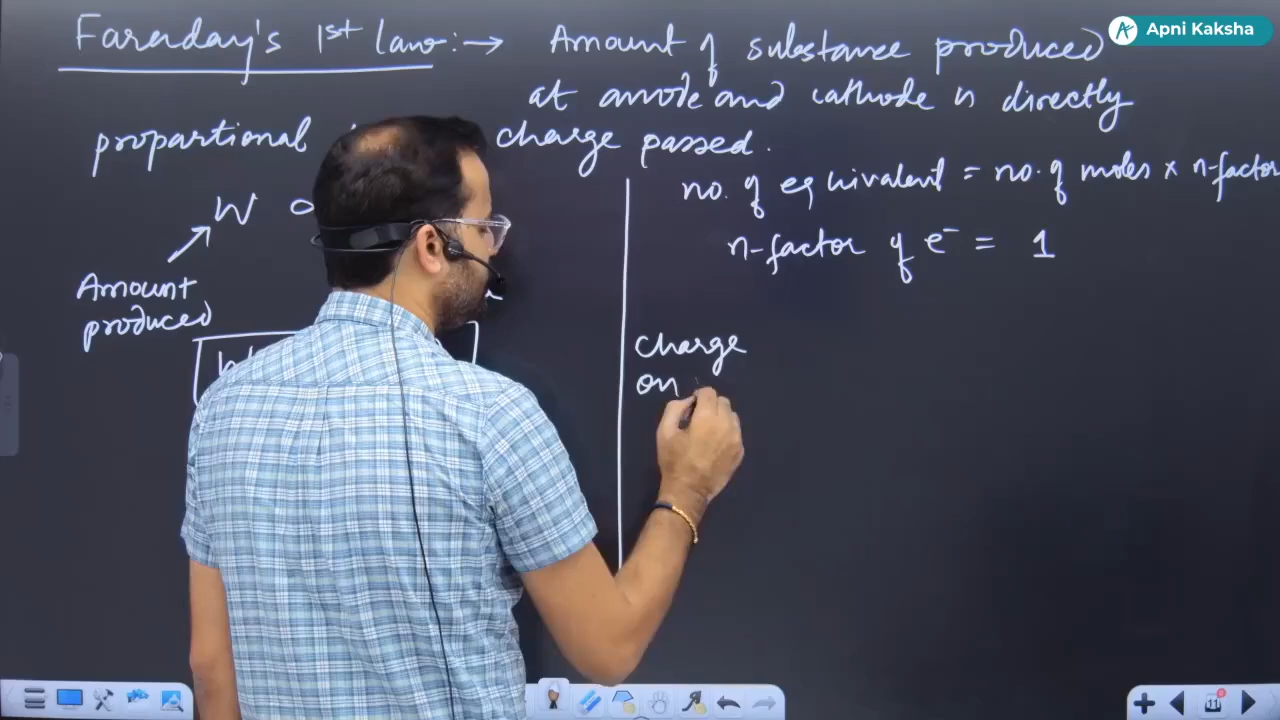 Apni Kaksha
Faraday's 1st law :→ Amount of substance produced
at anode and cathode is directly
proportional charge passed.
W
Amount
produced
no. of equivalent = no. of moles × n-factor
n-factor of e⁻ = 1
charge
on
11